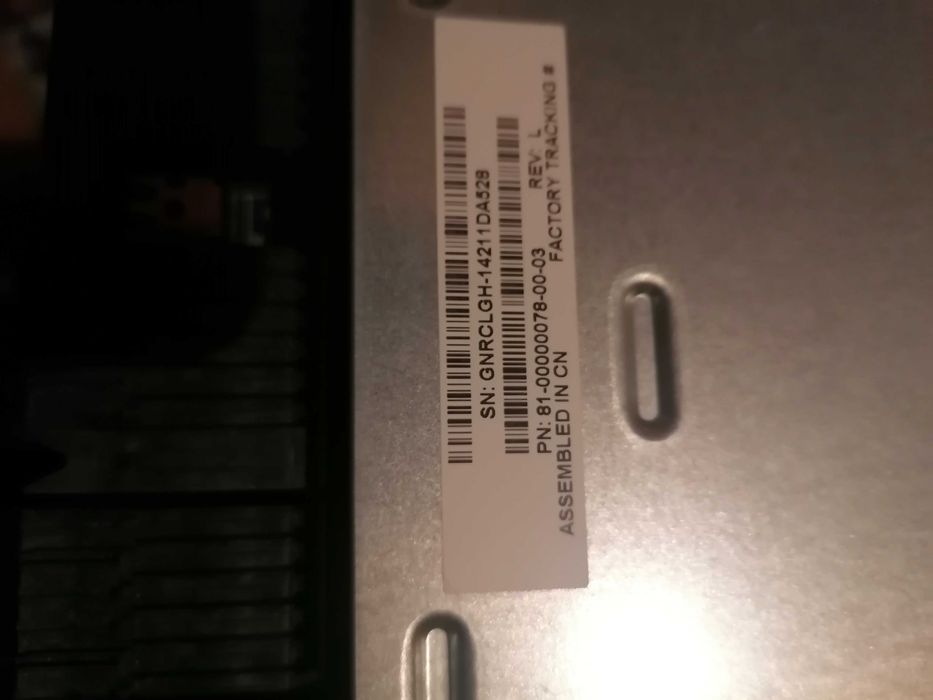 SN: GNRCLGH-14211DA528
PN: 81-00000078-00-03 REV: L
ASSEMBLED IN CN FACTORY TRACKING #